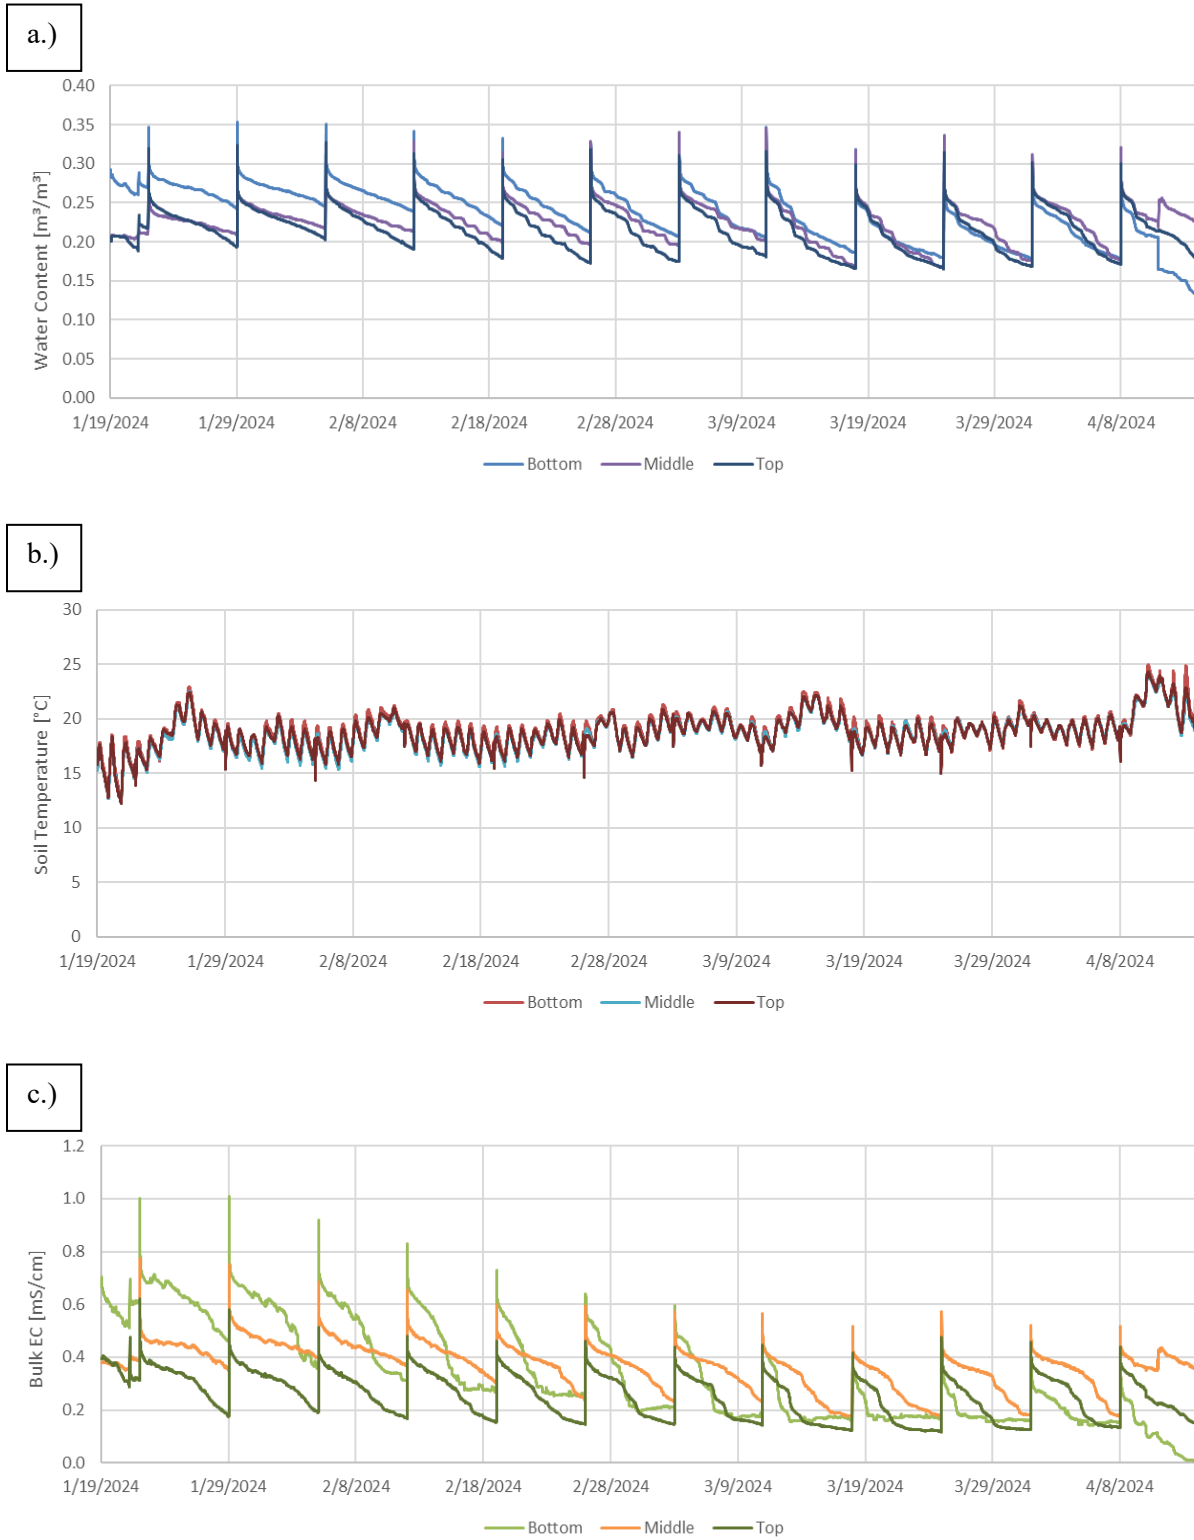 a.)
0.40
0.35
0.30
0.25
0.20
0.15
0.10
0.05
0.00
Water Content [m³/m³]
1/19/2024 1/29/2024 2/8/2024 2/18/2024 2/28/2024 3/9/2024 3/19/2024 3/29/2024 4/8/2024
Bottom Middle Top
b.)
30
25
20
15
10
5
0
Soil Temperature [°C]
1/19/2024 1/29/2024 2/8/2024 2/18/2024 2/28/2024 3/9/2024 3/19/2024 3/29/2024 4/8/2024
Bottom Middle Top
c.)
1.2
1.0
0.8
0.6
0.4
0.2
0.0
Bulk EC [mS/cm]
1/19/2024 1/29/2024 2/8/2024 2/18/2024 2/28/2024 3/9/2024 3/19/2024 3/29/2024 4/8/2024
Bottom Middle Top